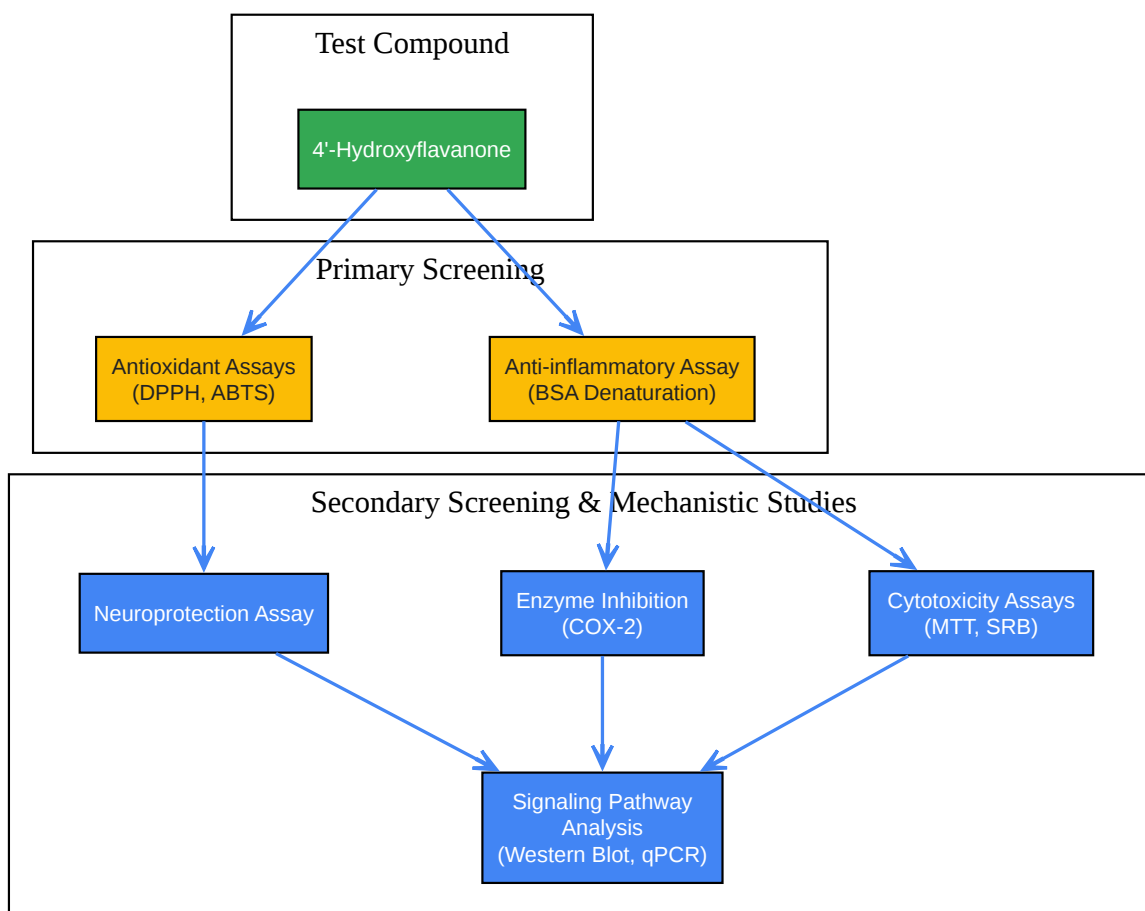 Test Compound
4'-Hydroxyflavanone
Primary Screening
Antioxidant Assays
(DPPH, ABTS)
Anti-inflammatory Assay
(BSA Denaturation)
Secondary Screening & Mechanistic Studies
Neuroprotection Assay
Enzyme Inhibition
(COX-2)
Cytotoxicity Assays
(MTT, SRB)
Signaling Pathway
Analysis
(Western Blot, qPCR)